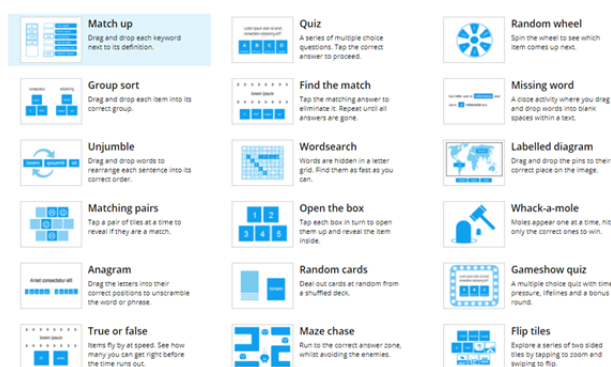 Match up
Drag and drop each keyword
next to its definition.
Quiz
A series of multiple choice
questions. Tap the correct
answer to proceed.
Random wheel
Spin the wheel to see which
item comes up next.
Group sort
Drag and drop each item into its
correct group.
Find the match
Tap the matching answer to
eliminate it. Repeat until all
answers are gone.
Missing word
A cloze activity where you drag
and drop words into blank
spaces within a text.
Unjumble
Drag and drop words to
rearrange each sentence into its
correct order.
Wordsearch
Words are hidden in a letter
grid. Find them as fast as you
can.
Labelled diagram
Drag and drop the pins to their
correct place on the image.
Matching pairs
Tap a pair of tiles at a time to
reveal if they are a match.
1 2
3 4 5
Open the box
Tap each box in turn to open
them up and reveal the item
inside.
Whack-a-mole
Moles appear one at a time, hit
only the correct ones to win.
Anagram
Drag the letters into their
correct positions to unscramble
the word or phrase.
Random cards
Deal out cards at random from
a shuffled deck.
Gameshow quiz
A multiple choice quiz with time
pressure, lifelines and a bonus
round.
True or false
Items fly by at speed. See how
many you can get right before
the time runs out.
Maze chase
Run to the correct answer zone,
whilst avoiding the enemies.
Flip tiles
Explore a series of two sided
tiles by tapping to zoom and
swiping to flip.